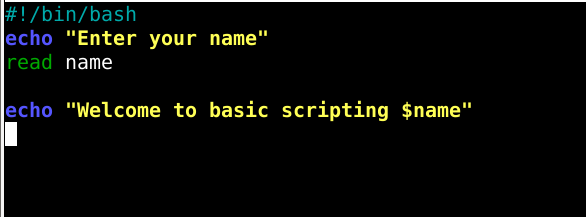 #!/bin/bash
echo "Enter your name"
read name
echo "Welcome to basic scripting $name"